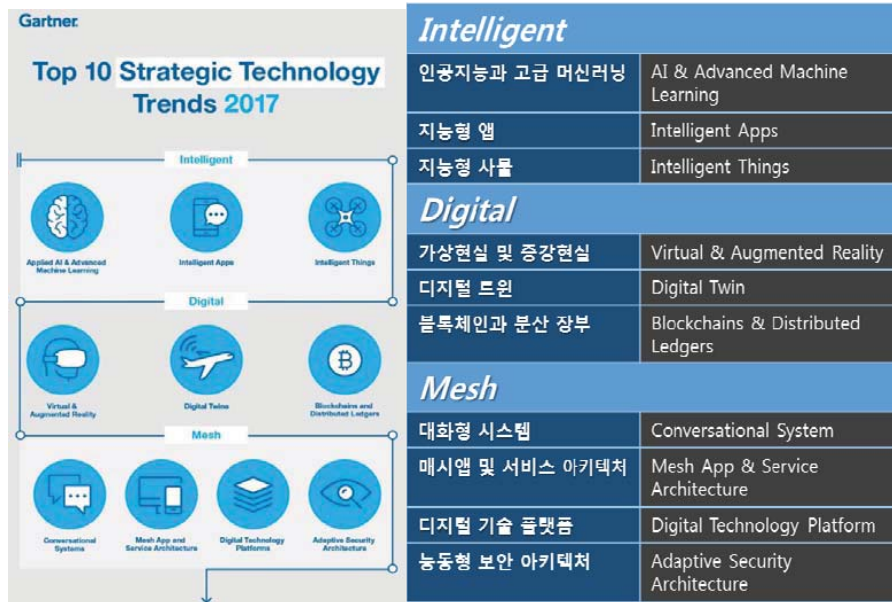 Gartner
Top 10 Strategic Technology
Trends 2017
Intelligent
Applied AI & Advanced
Machine Learning
Intelligent Apps
Intelligent Things
Digital
Virtual &
Augmented Reality
Digital Twins
Blockchains and
Distributed Ledgers
Mesh
Conversational
Systems
Mesh App and
Service Architecture
Digital Technology
Platforms
Adaptive Security
Architecture
Intelligent
인공지능과 고급 머신러닝
AI & Advanced Machine
Learning
지능형 앱
Intelligent Apps
지능형 사물
Intelligent Things
Digital
가상현실 및 증강현실
Virtual & Augmented Reality
디지털 트윈
Digital Twin
블록체인과 분산 장부
Blockchains & Distributed
Ledgers
Mesh
대화형 시스템
Conversational System
매시앱 및 서비스 아키텍처
Mesh App & Service
Architecture
디지털 기술 플랫폼
Digital Technology Platform
능동형 보안 아키텍처
Adaptive Security
Architecture